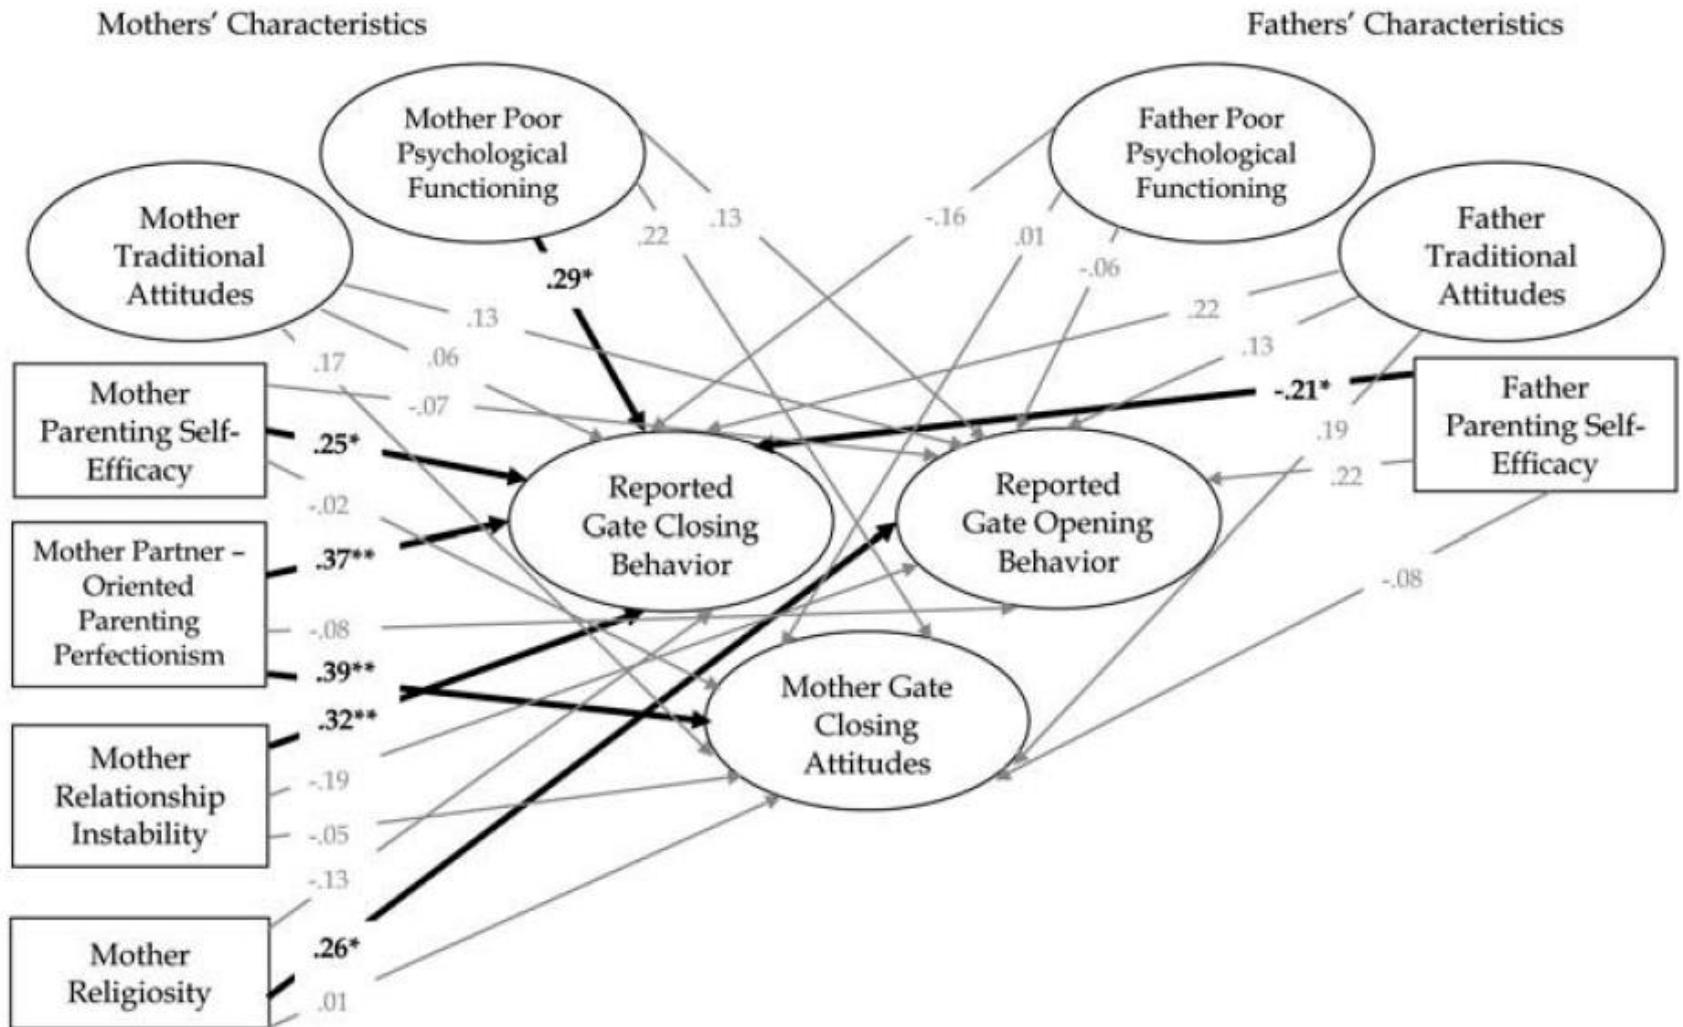 Mothers' Characteristics
Fathers' Characteristics
Mother Poor
Psychological
Functioning
Father Poor
Psychological
Functioning
Mother
Traditional
Attitudes
Father
Traditional
Attitudes
.13
.22
-.16
.01
-.06
.29*
.13
.22
.06
.13
.17
-.07
-.21*
Mother
Parenting Self-
Efficacy
Father
Parenting Self-
Efficacy
.25*
.19
.22
-.02
Reported
Gate Closing
Behavior
Reported
Gate Opening
Behavior
Mother Partner –
Oriented
Parenting
Perfectionism
.37**
-.08
-.08
.39**
.32**
Mother Gate
Closing
Attitudes
Mother
Relationship
Instability
-.19
-.05
-.13
Mother
Religiosity
.26*
.01